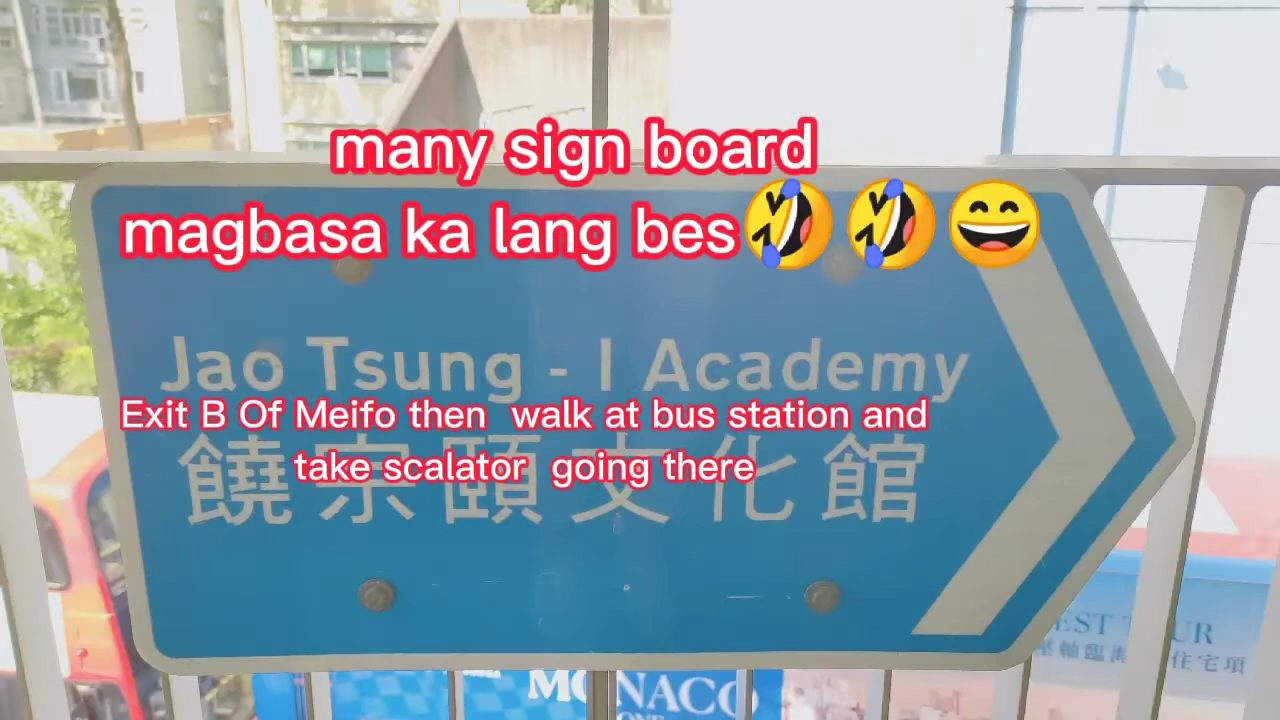 many sign board
magbasa ka lang bes🤣🤣😄
Jao Tsung - I Academy
Exit B Of Meifo then walk at bus station and
take scalator going there
饒宗頤文化館
MONACO
ONE